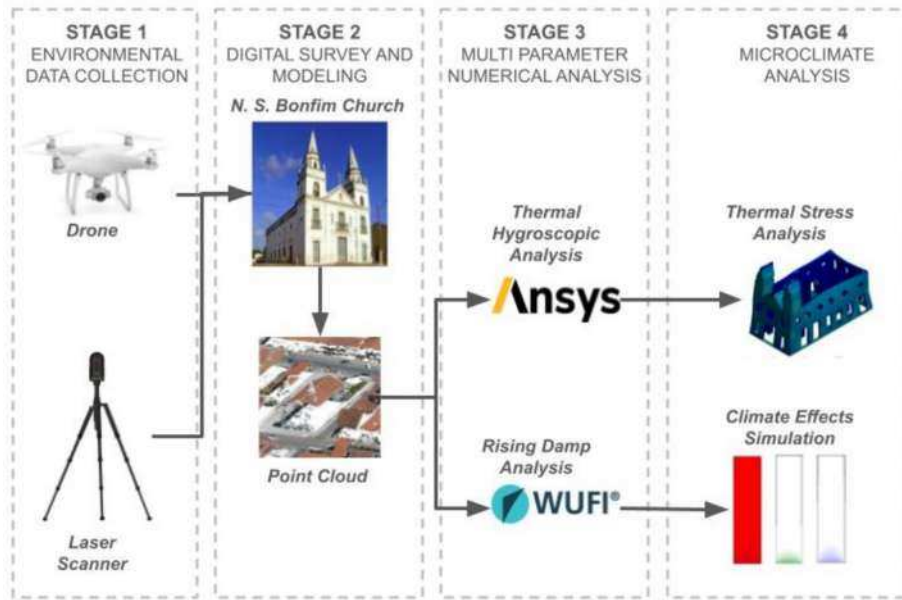 STAGE 1
ENVIRONMENTAL
DATA COLLECTION
Drone
Laser
Scanner
STAGE 2
DIGITAL SURVEY AND
MODELING
N. S. Bonfim Church
Point Cloud
STAGE 3
MULTI PARAMETER
NUMERICAL ANALYSIS
Thermal
Hygroscopic
Analysis
Ansys
Rising Damp
Analysis
WUFI®
STAGE 4
MICROCLIMATE
ANALYSIS
Thermal Stress
Analysis
Climate Effects
Simulation